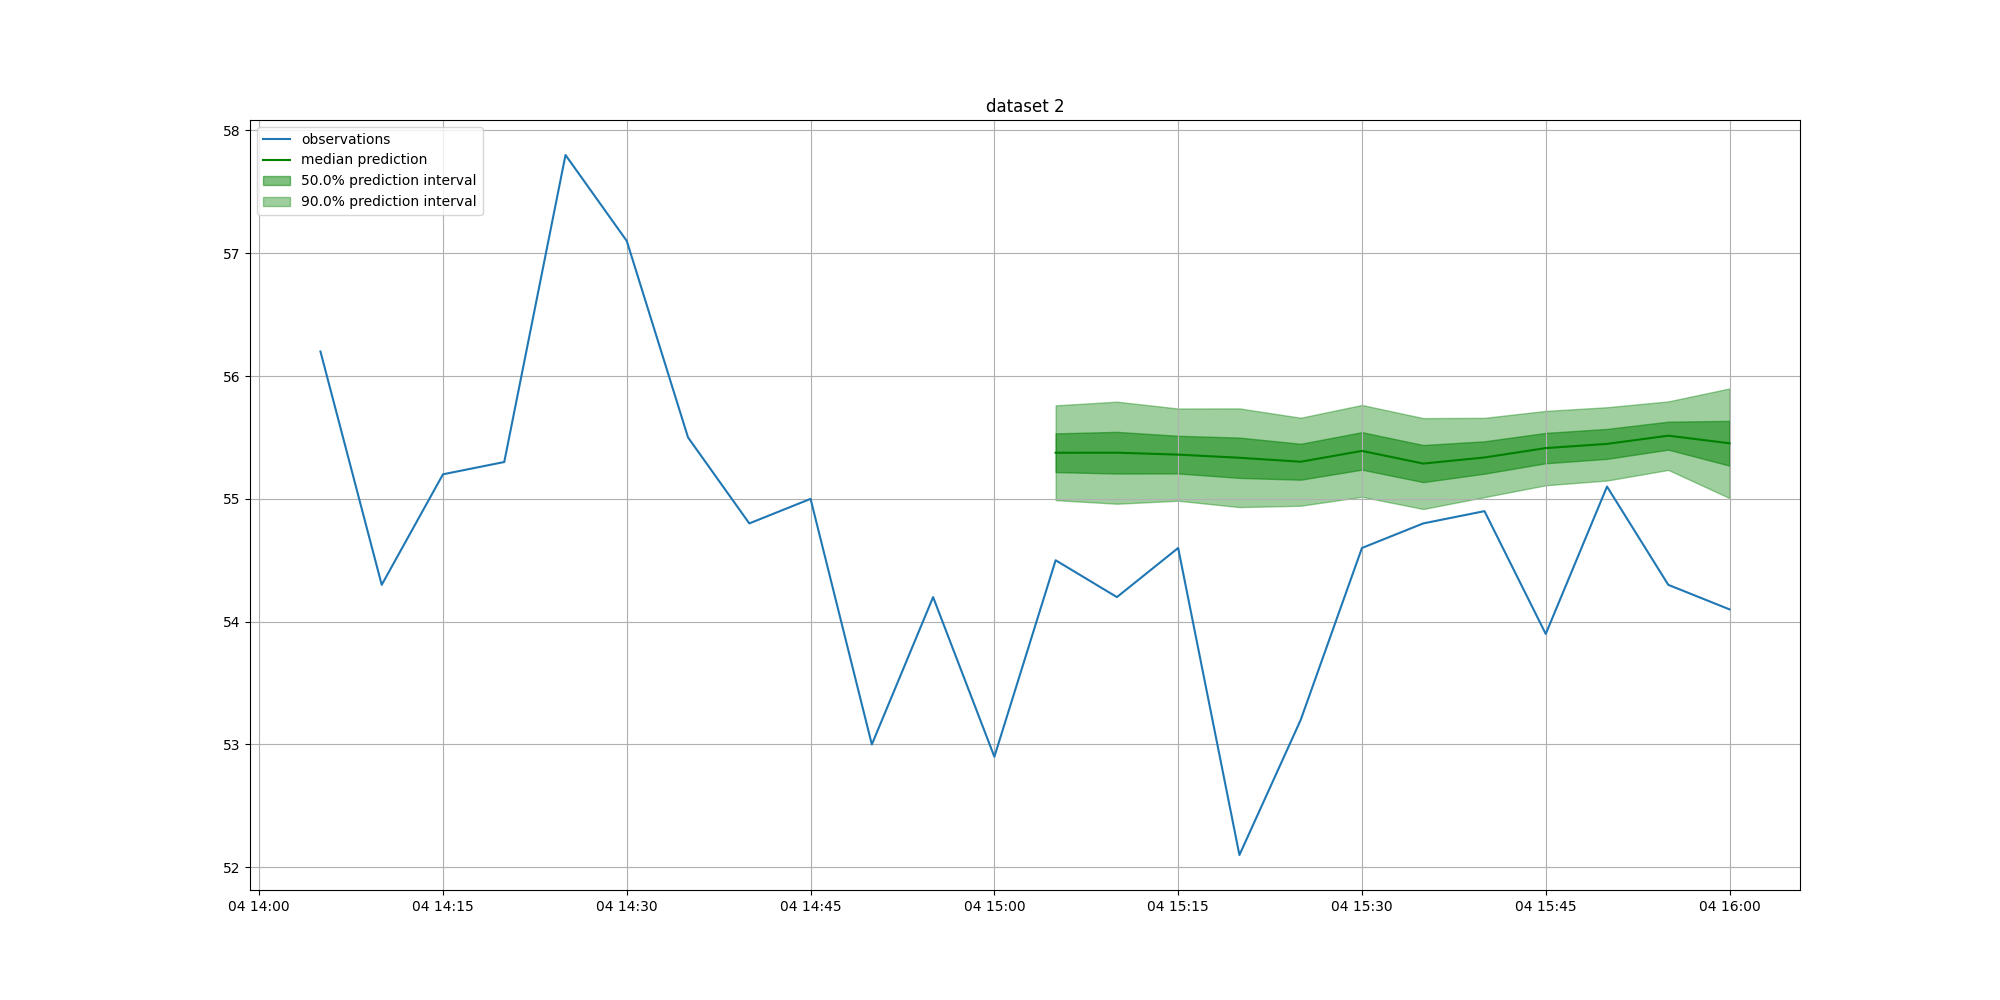 dataset 2
observations
median prediction
50.0% prediction interval
90.0% prediction interval
58
57
56
55
54
53
52
04 14:00 04 14:15 04 14:30 04 14:45 04 15:00 04 15:15 04 15:30 04 15:45 04 16:00